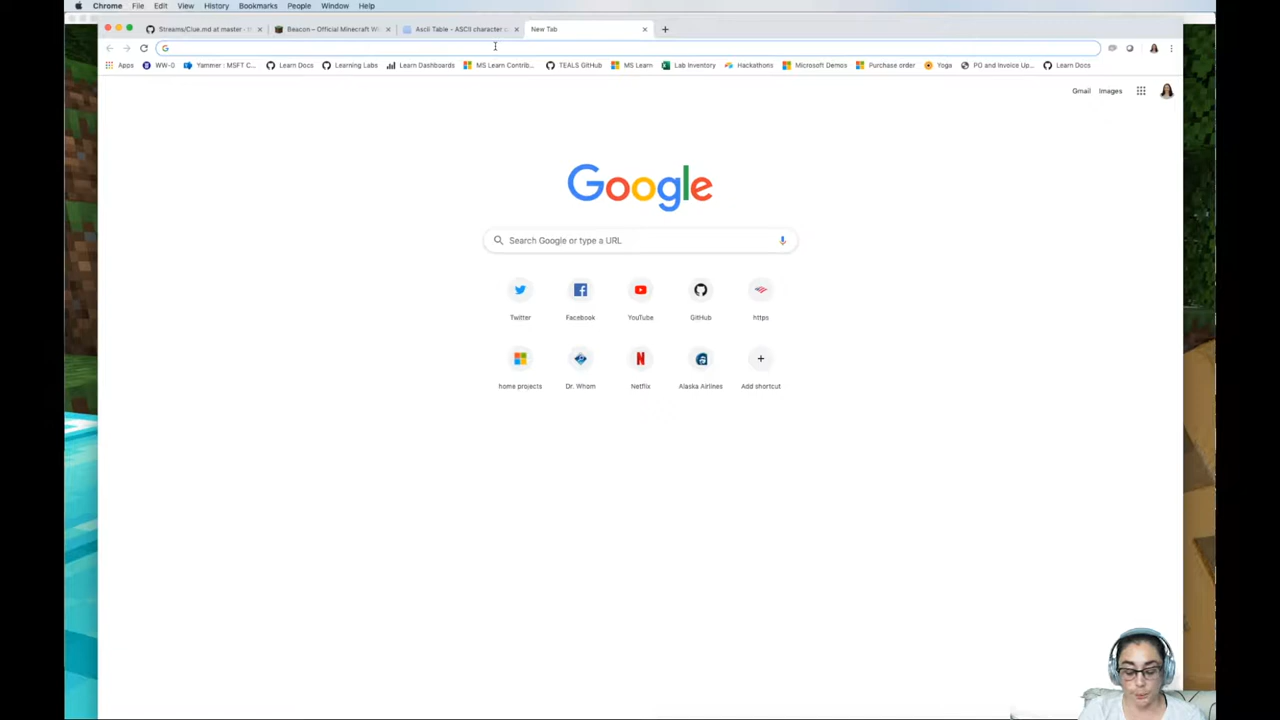 Chrome File Edit View History Bookmarks People Window Help
Streams/Clue.md at master · Beacon – Official Minecraft W Ascii Table - ASCII character New Tab
Apps WW-0 Yammer : MSFT C... Learn Docs Learning Labs Learn Dashboards MS Learn Contrib... TEALS GitHub MS Learn Lab Inventory Hackathons Microsoft Demos Purchase order Yoga PO and Invoice Up... Learn Docs
Gmail Images
Google
Search Google or type a URL
Twitter Facebook YouTube GitHub https
home projects Dr. Whom Netflix Alaska Airlines Add shortcut